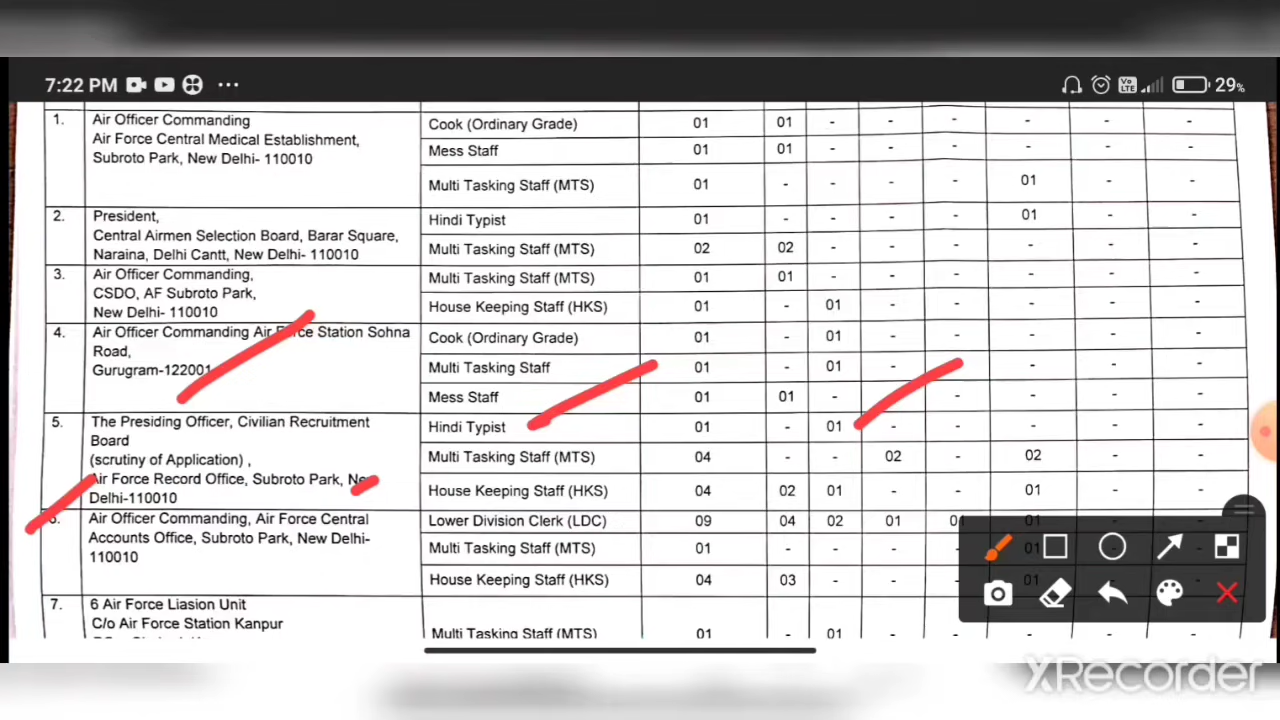 7:22 PM ... Vo LTE 29%
1. Air Officer Commanding
Air Force Central Medical Establishment,
Subroto Park, New Delhi- 110010
Cook (Ordinary Grade) 01 01 - - - - - -
Mess Staff 01 01 - - - - - -
Multi Tasking Staff (MTS) 01 - - - - 01 - -
2. President,
Central Airmen Selection Board, Barar Square,
Naraina, Delhi Cantt, New Delhi- 110010
Hindi Typist 01 - - - - 01 - -
Multi Tasking Staff (MTS) 02 02 - - - - - -
3. Air Officer Commanding,
CSDO, AF Subroto Park,
New Delhi- 110010
Multi Tasking Staff (MTS) 01 01 - - - - - -
House Keeping Staff (HKS) 01 - 01 - - - - -
4. Air Officer Commanding Air Force Station Sohna
Road,
Gurugram-122001
Cook (Ordinary Grade) 01 - 01 - - - - -
Multi Tasking Staff 01 - 01 - - - - -
Mess Staff 01 01 - - - - - -
5. The Presiding Officer, Civilian Recruitment
Board
(scrutiny of Application) ,
Air Force Record Office, Subroto Park, New
Delhi-110010
Hindi Typist 01 - 01 - - - - -
Multi Tasking Staff (MTS) 04 - - 02 - 02 - -
House Keeping Staff (HKS) 04 02 01 - - 01 - -
6. Air Officer Commanding, Air Force Central
Accounts Office, Subroto Park, New Delhi-
110010
Lower Division Clerk (LDC) 09 04 02 01 01 01
Multi Tasking Staff (MTS) 01 - - - - 01
House Keeping Staff (HKS) 04 03 - - - 01
7. 6 Air Force Liasion Unit
C/o Air Force Station Kanpur
Multi Tasking Staff (MTS) 01 - 01 - -
XRecorder